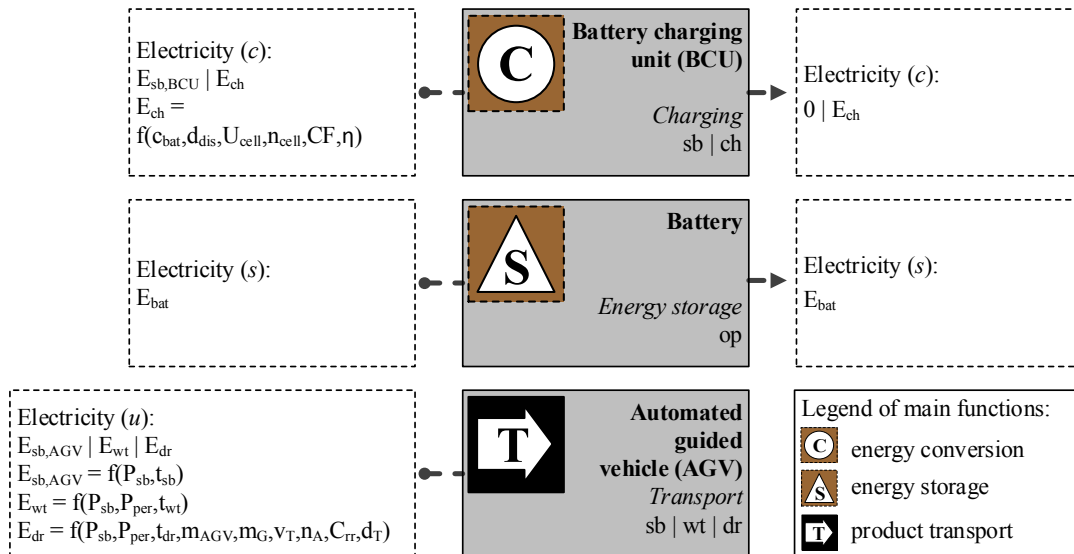 Electricity (c):
E_sb,BCU | E_ch
E_ch =
f(c_bat,d_dis,U_cell,n_cell,CF,η)
C
Battery charging
unit (BCU)
Charging
sb | ch
Electricity (c):
0 | E_ch
Electricity (s):
E_bat
S
Battery
Energy storage
op
Electricity (s):
E_bat
Electricity (u):
E_sb,AGV | E_wt | E_dr
E_sb,AGV = f(P_sb,t_sb)
E_wt = f(P_sb,P_per,t_wt)
E_dr = f(P_sb,P_per,t_dr,m_AGV,m_G,v_T,n_A,C_rr,d_T)
T
Automated
guided
vehicle (AGV)
Transport
sb | wt | dr
Legend of main functions:
C energy conversion
S energy storage
T product transport